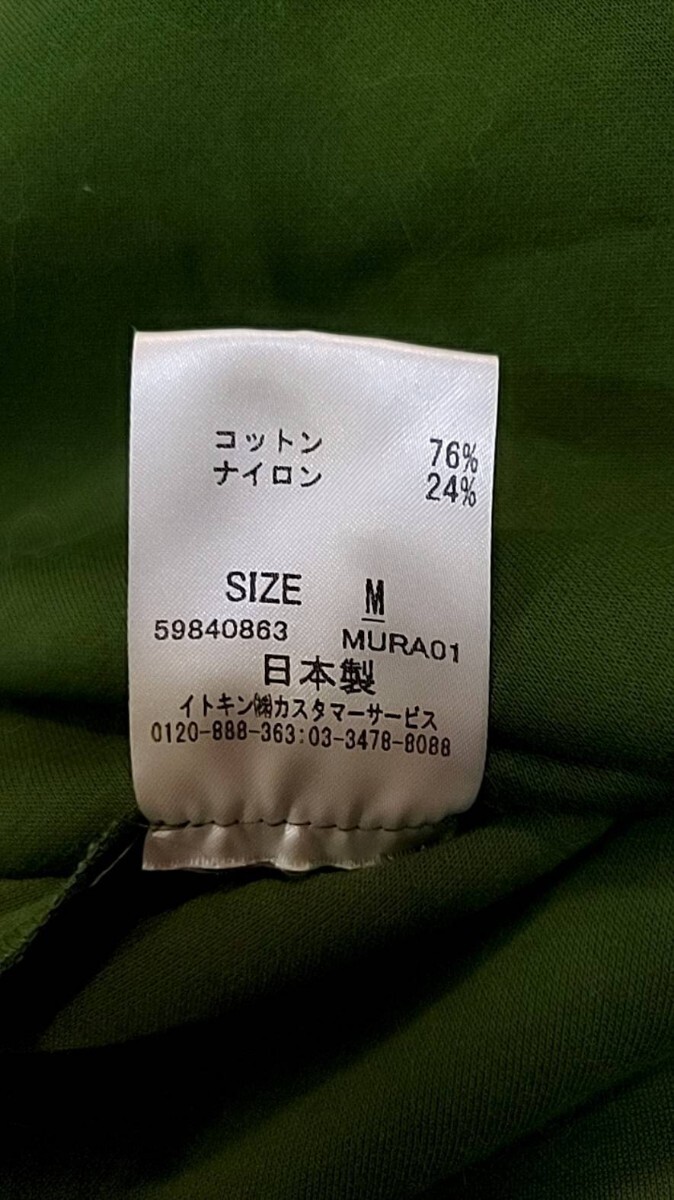 コットン 76%
ナイロン 24%
SIZE M
59840863 MURA01
日本製
イトキン㈱カスタマーサービス
0120-888-363:03-3478-8088